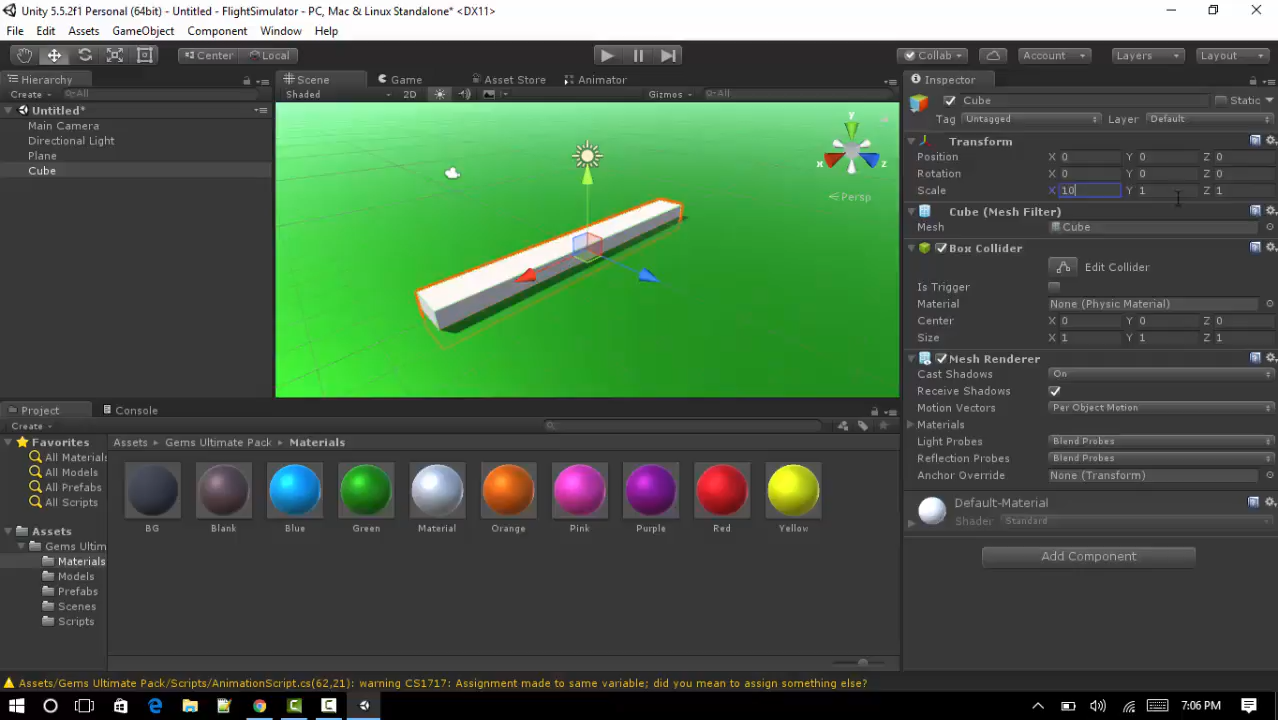 Unity 5.5.2f1 Personal (64bit) - Untitled - FlightSimulator - PC, Mac & Linux Standalone* <DX11>
File Edit Assets GameObject Component Window Help
Center Local Collab Account Layers Layout
Hierarchy Scene Game Asset Store Animator Inspector
Create All Shaded 2D Gizmos All Cube Static
Untitled* Tag Untagged Layer Default
Main Camera
Directional Light Transform
Plane Position X 0 Y 0 Z 0
Cube Rotation X 0 Y 0 Z 0
Scale X 10 Y 1 Z 1
y
x z
Persp
Cube (Mesh Filter)
Mesh Cube
Box Collider
Edit Collider
Is Trigger
Material None (Physic Material)
Center X 0 Y 0 Z 0
Size X 1 Y 1 Z 1
Mesh Renderer
Cast Shadows On
Receive Shadows
Motion Vectors Per Object Motion
Materials
Light Probes Blend Probes
Reflection Probes Blend Probes
Anchor Override None (Transform)
Default-Material
Shader Standard
Add Component
Project Console
Create
Favorites Assets Gems Ultimate Pack Materials
All Materials
All Models
All Prefabs
All Scripts
Assets
Gems Ultim
Materials
Models
Prefabs
Scenes
Scripts
BG Blank Blue Green Material Orange Pink Purple Red Yellow
Assets/Gems Ultimate Pack/Scripts/AnimationScript.cs(62,21): warning CS1717: Assignment made to same variable; did you mean to assign something else?
7:06 PM